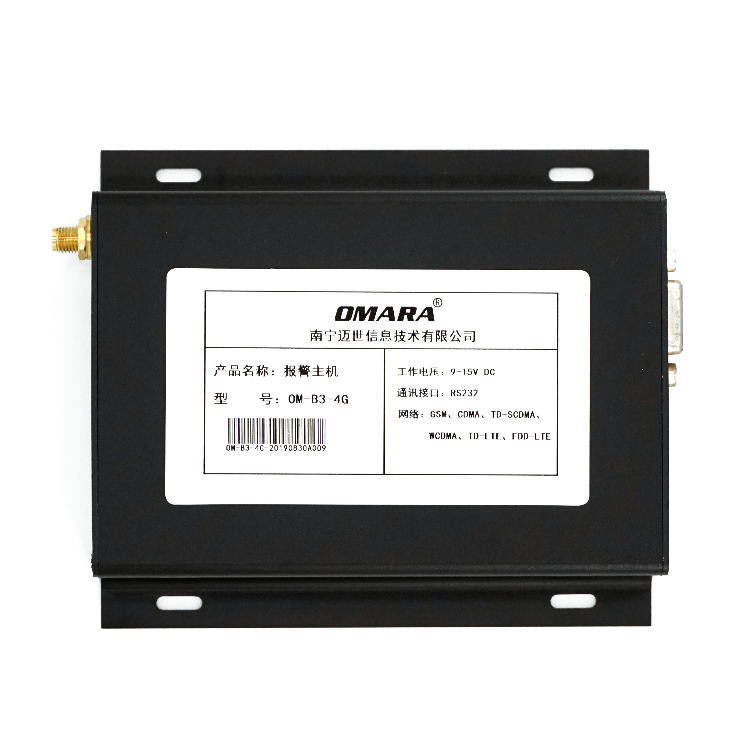 OMARA®
南宁迈世信息技术有限公司
产品名称：报警主机
型 号：OM-B3-4G
OM-B3-4G-20190830A009
工作电压：9-15V DC
通讯接口：RS232
网络：GSM、CDMA、TD-SCDMA、
WCDMA、TD-LTE、FDD-LTE